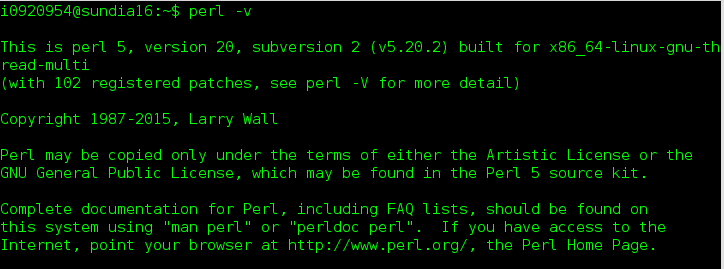 i0920954@sundia16:~$ perl -v
This is perl 5, version 20, subversion 2 (v5.20.2) built for x86_64-linux-gnu-th
read-multi
(with 102 registered patches, see perl -V for more detail)
Copyright 1987-2015, Larry Wall
Perl may be copied only under the terms of either the Artistic License or the
GNU General Public License, which may be found in the Perl 5 source kit.
Complete documentation for Perl, including FAQ lists, should be found on
this system using "man perl" or "perldoc perl".  If you have access to the
Internet, point your browser at http://www.perl.org/, the Perl Home Page.